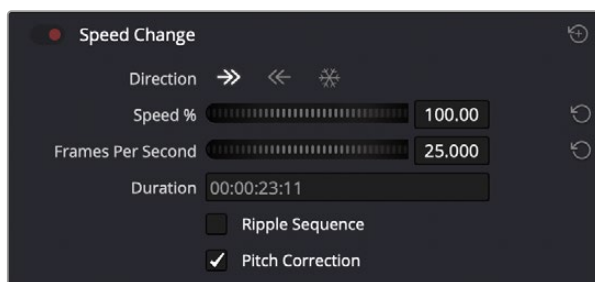 Speed Change
Direction
Speed % 100.00
Frames Per Second 25.000
Duration 00:00:23:11
Ripple Sequence
Pitch Correction